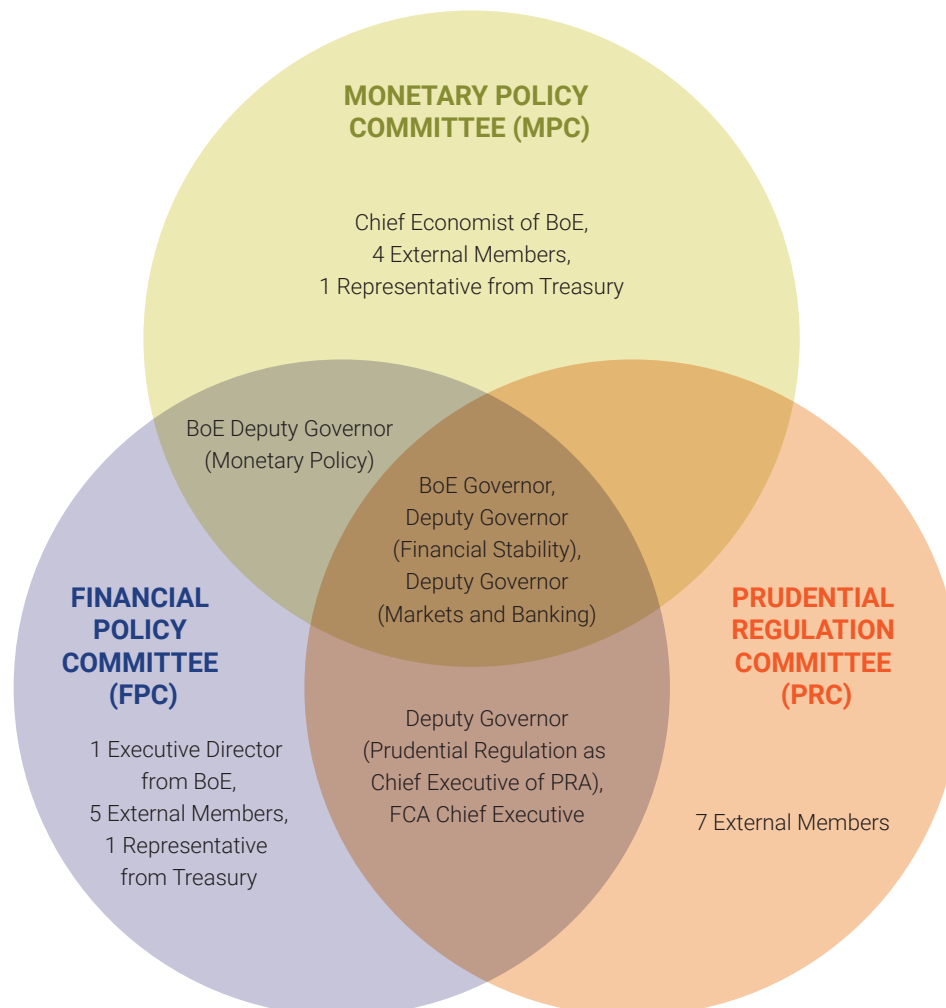 MONETARY POLICY
COMMITTEE (MPC)
Chief Economist of BoE,
4 External Members,
1 Representative from Treasury
BoE Deputy Governor
(Monetary Policy)
BoE Governor,
Deputy Governor
(Financial Stability),
Deputy Governor
(Markets and Banking)
FINANCIAL
POLICY
COMMITTEE
(FPC)
1 Executive Director
from BoE,
5 External Members,
1 Representative
from Treasury
Deputy Governor
(Prudential Regulation as
Chief Executive of PRA),
FCA Chief Executive
PRUDENTIAL
REGULATION
COMMITTEE
(PRC)
7 External Members